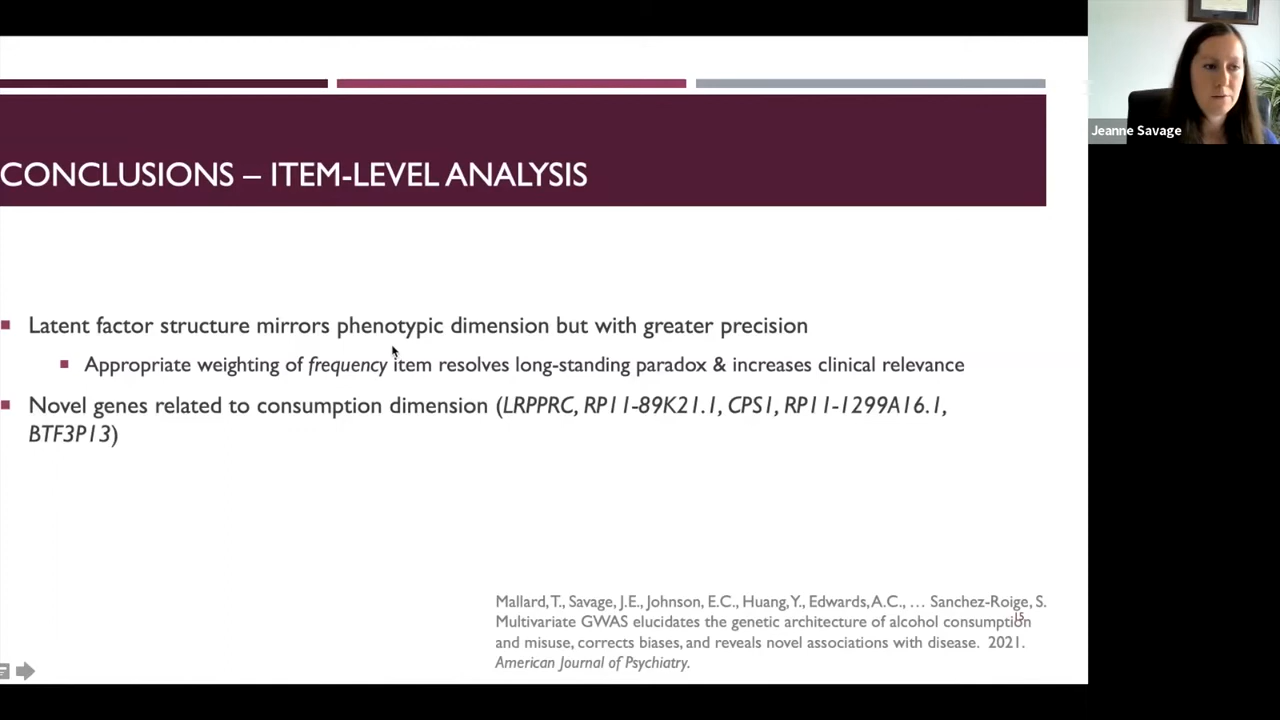 Jeanne Savage
CONCLUSIONS – ITEM-LEVEL ANALYSIS
Latent factor structure mirrors phenotypic dimension but with greater precision
Appropriate weighting of frequency item resolves long-standing paradox & increases clinical relevance
Novel genes related to consumption dimension (LRPPRC, RP11-89K21.1, CPS1, RP11-1299A16.1,
BTF3P13)
Mallard, T., Savage, J.E., Johnson, E.C., Huang, Y., Edwards, A.C., … Sanchez-Roige, S.
Multivariate GWAS elucidates the genetic architecture of alcohol consumption
and misuse, corrects biases, and reveals novel associations with disease. 2021.
American Journal of Psychiatry.
15